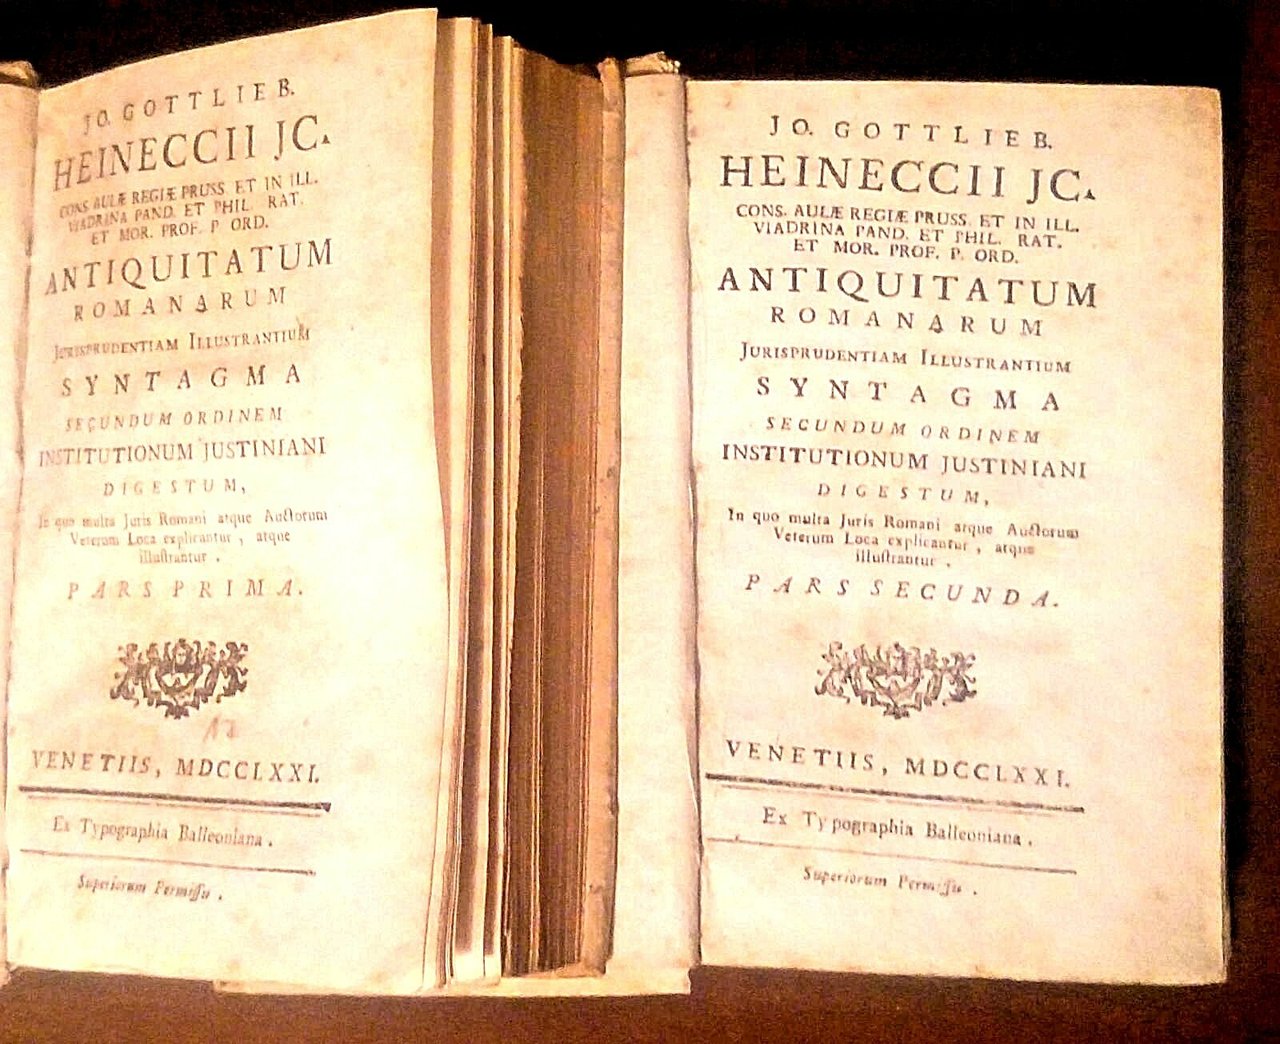 JO. GOTTLIEB.
HEINECCII JC.
CONS. AULÆ REGIÆ PRUSS. ET IN ILL.
VIADRINA PAND. ET PHIL. RAT.
ET MOR. PROF. P. ORD.
ANTIQUITATUM
ROMANARUM
JURISPRUDENTIAM ILLUSTRANTIUM
SYNTAGMA
SECUNDUM ORDINEM
INSTITUTIONUM JUSTINIANI
DIGESTUM,
In quo multa Juris Romani atque Auctorum
Veterum Loca explicantur, atque
illuſtrantur.
PARS PRIMA.
VENETIIS, MDCCLXXI.
Ex Typographia Balleoniana.
Superiorum Permiſſu.
JO. GOTTLIEB.
HEINECCII JC.
CONS. AULÆ REGIÆ PRUSS. ET IN ILL.
VIADRINA PAND. ET PHIL. RAT.
ET MOR. PROF. P. ORD.
ANTIQUITATUM
ROMANARUM
JURISPRUDENTIAM ILLUSTRANTIUM
SYNTAGMA
SECUNDUM ORDINEM
INSTITUTIONUM JUSTINIANI
DIGESTUM,
In quo multa Juris Romani atque Auctorum
Veterum Loca explicantur, atque
illuſtrantur.
PARS SECUNDA.
VENETIIS, MDCCLXXI.
Ex Typographia Balleoniana.
Superiorum Permiſſu.